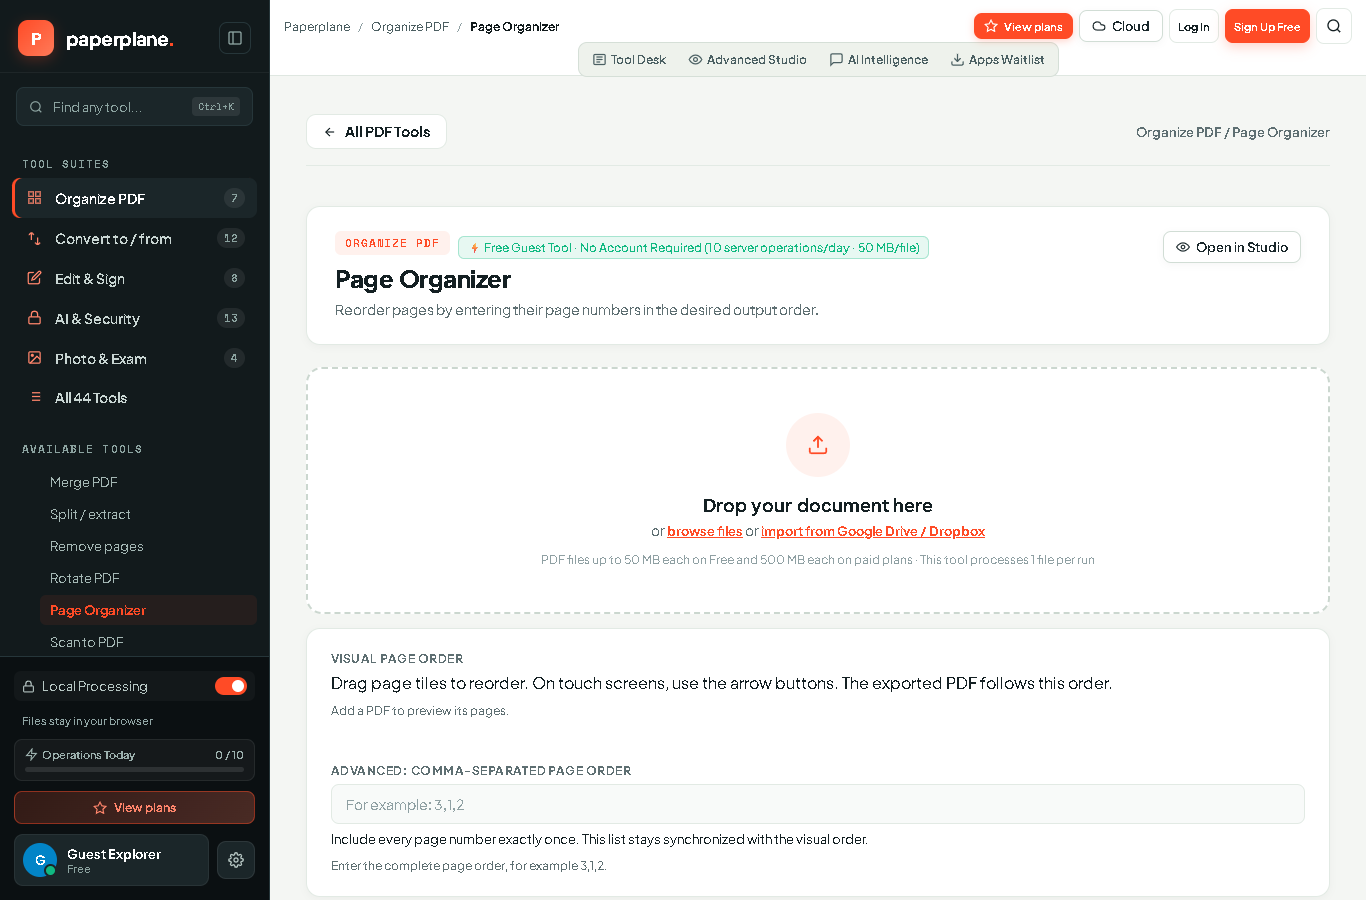 P paperplane.
Find any tool... Ctrl+K
TOOL SUITES
Organize PDF 7
Convert to / from 12
Edit & Sign 8
AI & Security 13
Photo & Exam 4
All 44 Tools
AVAILABLE TOOLS
Merge PDF
Split / extract
Remove pages
Rotate PDF
Page Organizer
Scan to PDF
Local Processing
Files stay in your browser
Operations Today 0 / 10
View plans
G Guest Explorer
Free
Paperplane / Organize PDF / Page Organizer
View plans Cloud Log In Sign Up Free
Tool Desk Advanced Studio AI Intelligence Apps Waitlist
All PDF Tools
Organize PDF / Page Organizer
ORGANIZE PDF Free Guest Tool · No Account Required (10 server operations/day · 50 MB/file)
Open in Studio
Page Organizer
Reorder pages by entering their page numbers in the desired output order.
Drop your document here
or browse files or import from Google Drive / Dropbox
PDF files up to 50 MB each on Free and 500 MB each on paid plans · This tool processes 1 file per run
VISUAL PAGE ORDER
Drag page tiles to reorder. On touch screens, use the arrow buttons. The exported PDF follows this order.
Add a PDF to preview its pages.
ADVANCED: COMMA-SEPARATED PAGE ORDER
For example: 3,1,2
Include every page number exactly once. This list stays synchronized with the visual order.
Enter the complete page order, for example 3,1,2.